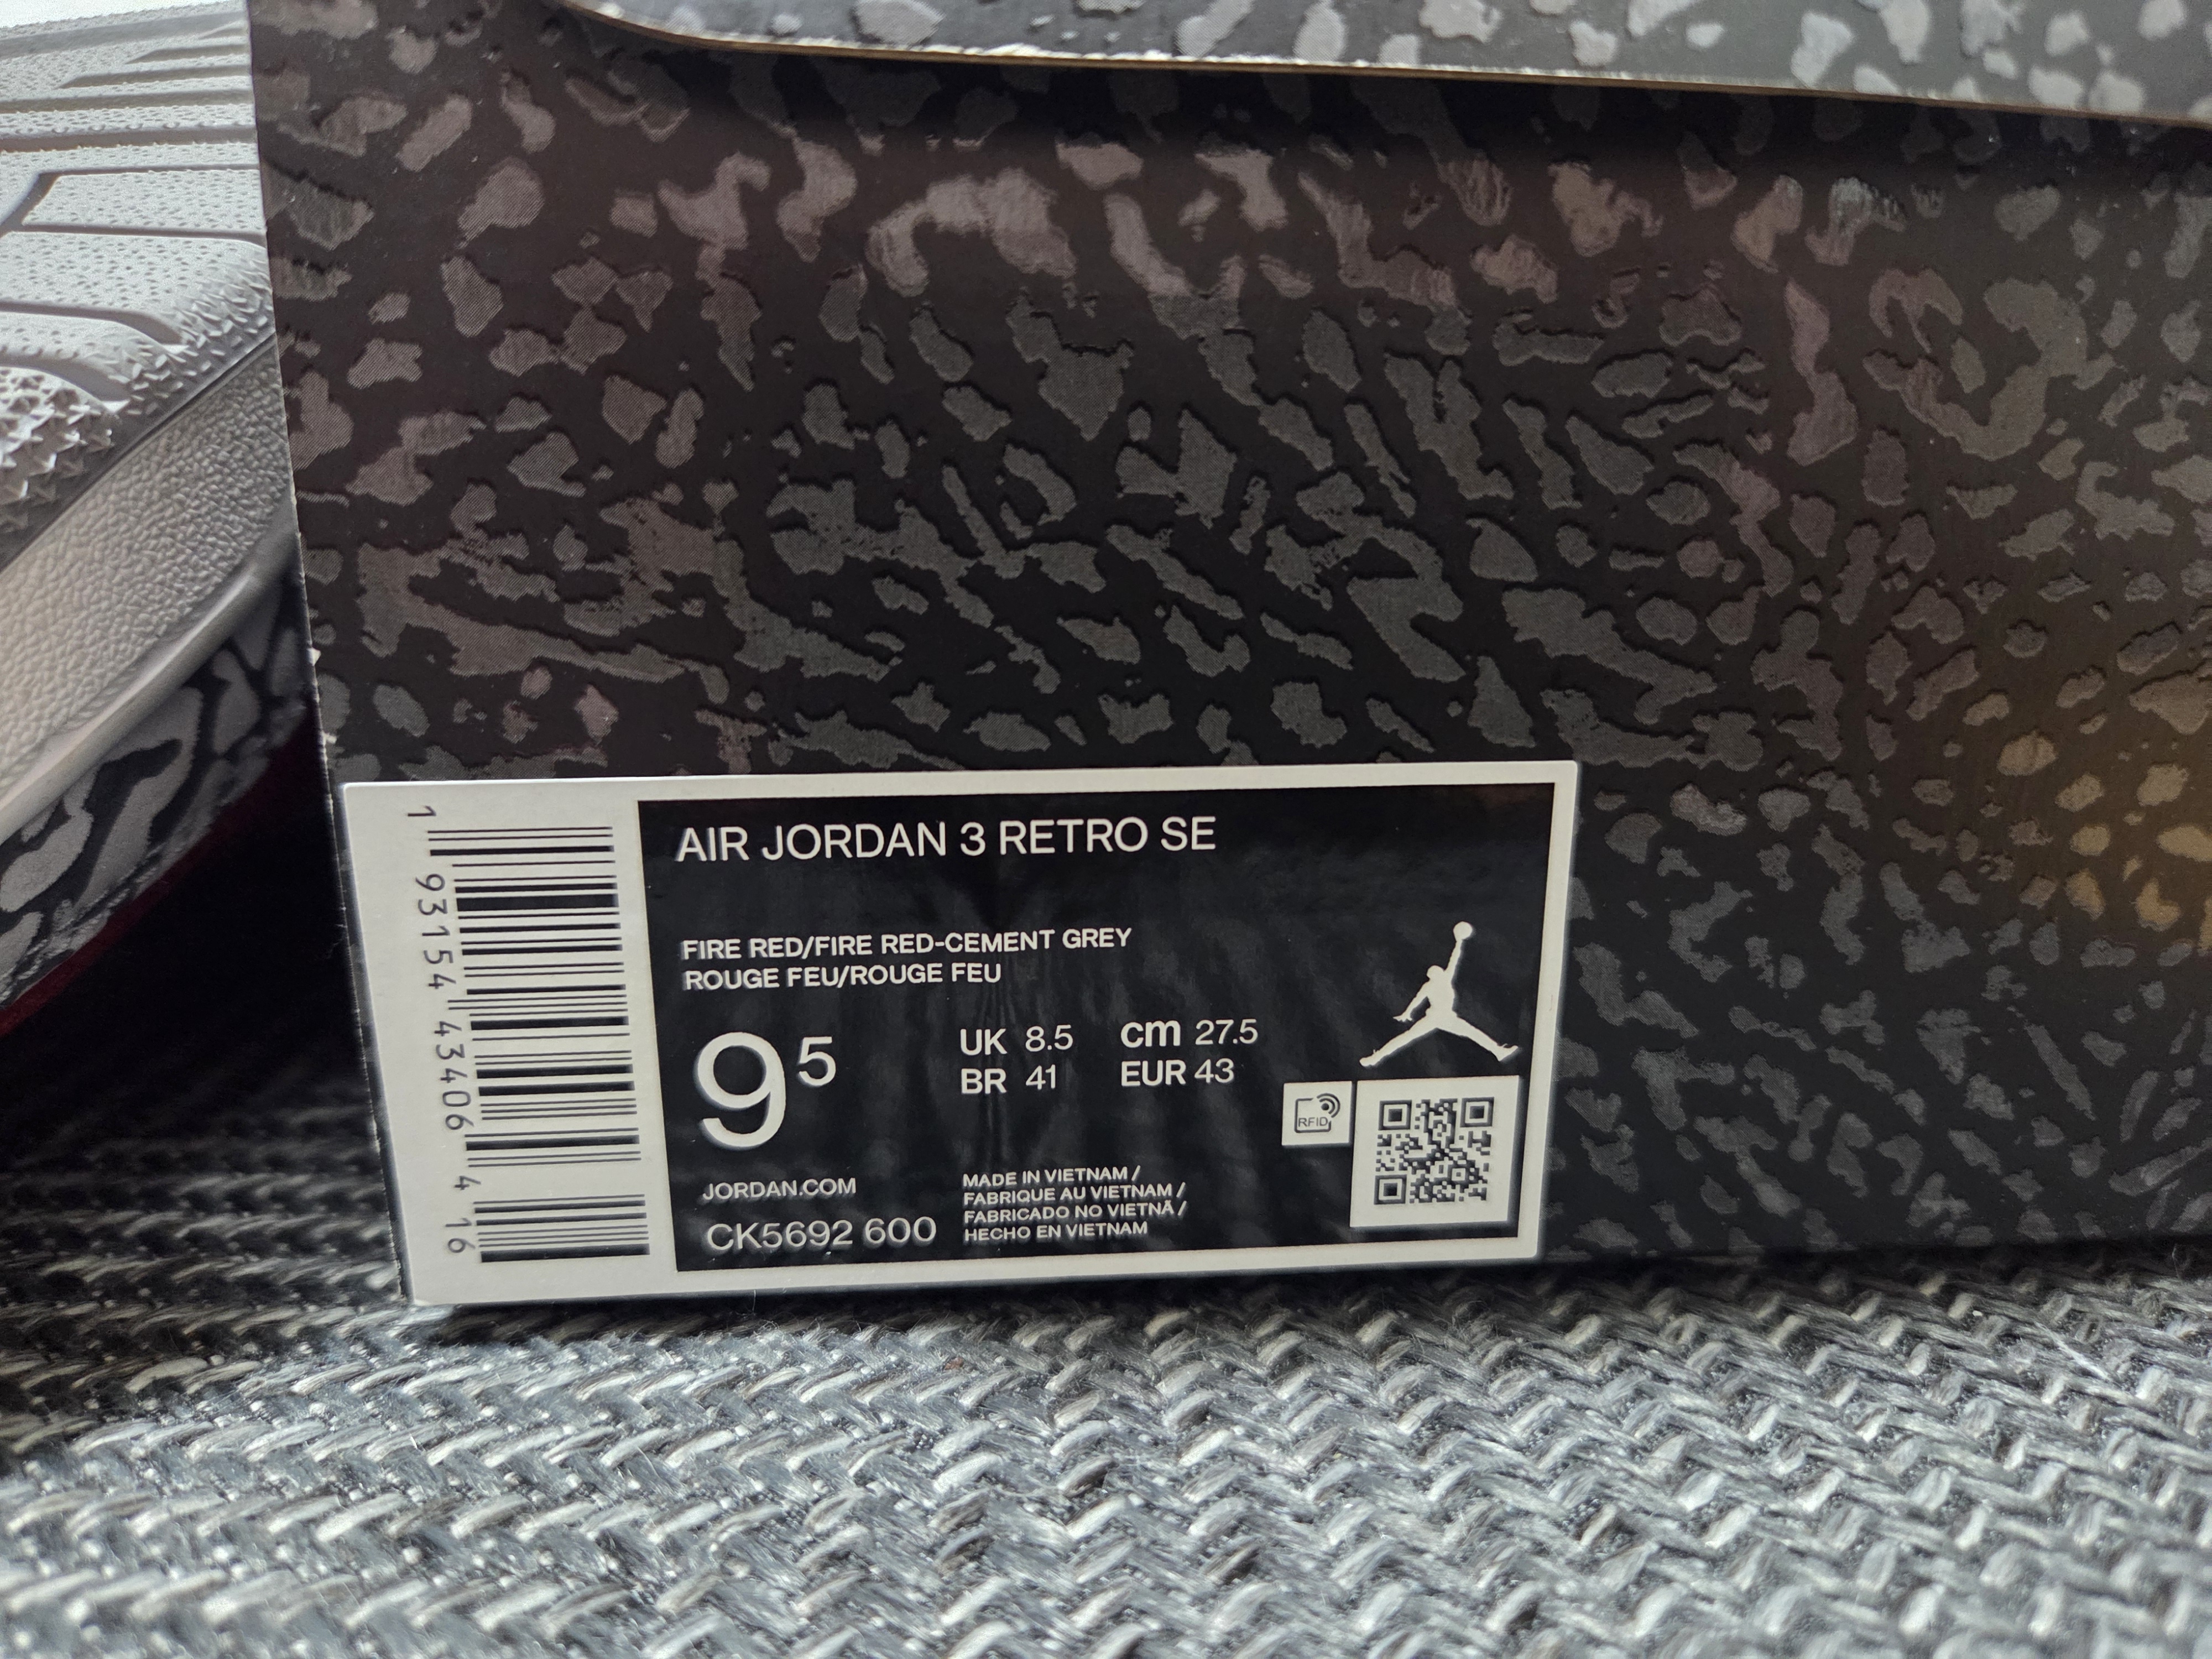 AIR JORDAN 3 RETRO SE
FIRE RED/FIRE RED-CEMENT GREY
ROUGE FEU/ROUGE FEU
9⁵
UK 8.5 cm 27.5
BR 41 EUR 43
RFID
JORDAN.COM
CK5692 600
MADE IN VIETNAM /
FABRIQUE AU VIETNAM /
FABRICADO NO VIETNÃ /
HECHO EN VIETNAM
1 93154 43406 4 16